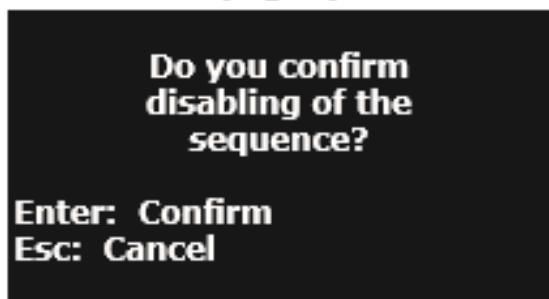 Do you confirm
disabling of the
sequence?
Enter: Confirm
Esc: Cancel